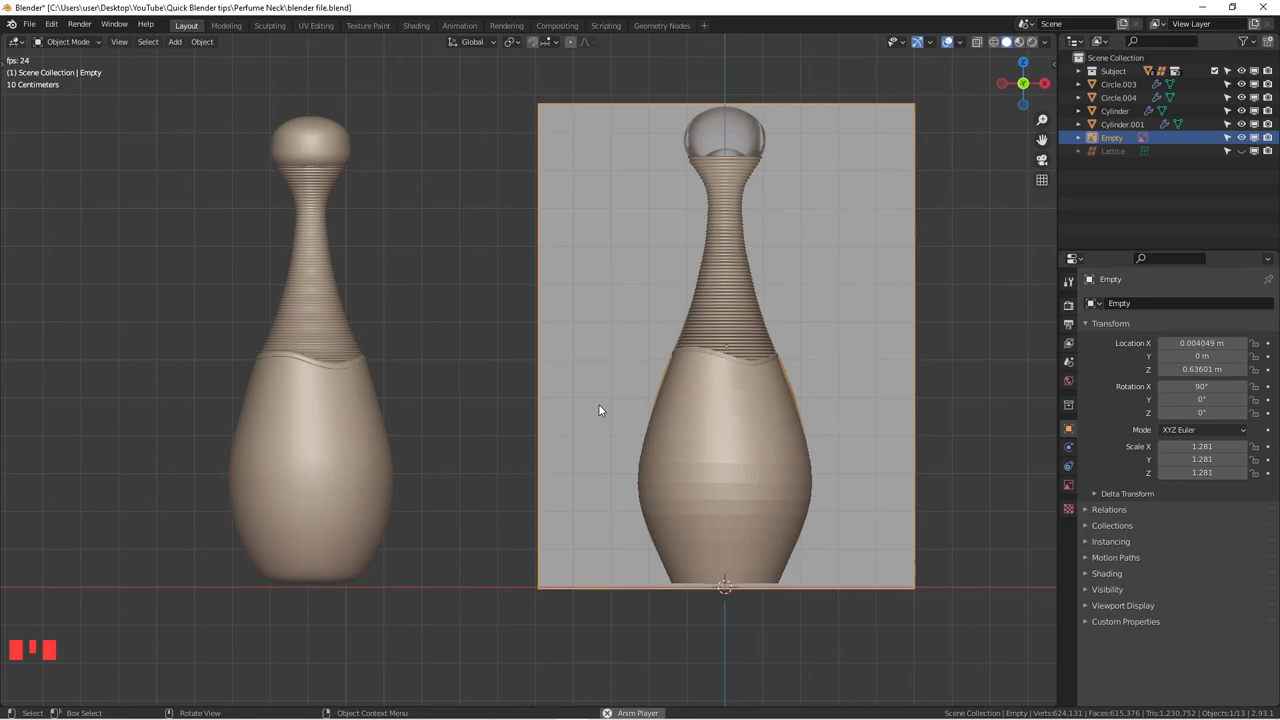 Blender* [C:\Users\user\Desktop\YouTube\Quick Blender tips\Perfume Neck\blender file.blend]
File Edit Render Window Help Layout Modeling Sculpting UV Editing Texture Paint Shading Animation Rendering Compositing Scripting Geometry Nodes + Scene View Layer
Object Mode View Select Add Object Global
fps: 24
(1) Scene Collection | Empty
10 Centimeters
Z
X
Y
Scene Collection
Subject
Circle.003
Circle.004
Cylinder
Cylinder.001
Empty
Lattice
Empty
Empty
Transform
Location X 0.004049 m
Y 0 m
Z 0.63601 m
Rotation X 90°
Y 0°
Z 0°
Mode XYZ Euler
Scale X 1.281
Y 1.281
Z 1.281
Delta Transform
Relations
Collections
Instancing
Motion Paths
Shading
Visibility
Viewport Display
Custom Properties
Select Box Select Rotate View Object Context Menu Anim Player Scene Collection | Empty Verts:624,131 Faces:615,376 Tris:1,230,752 Objects:1/13 2.93.1